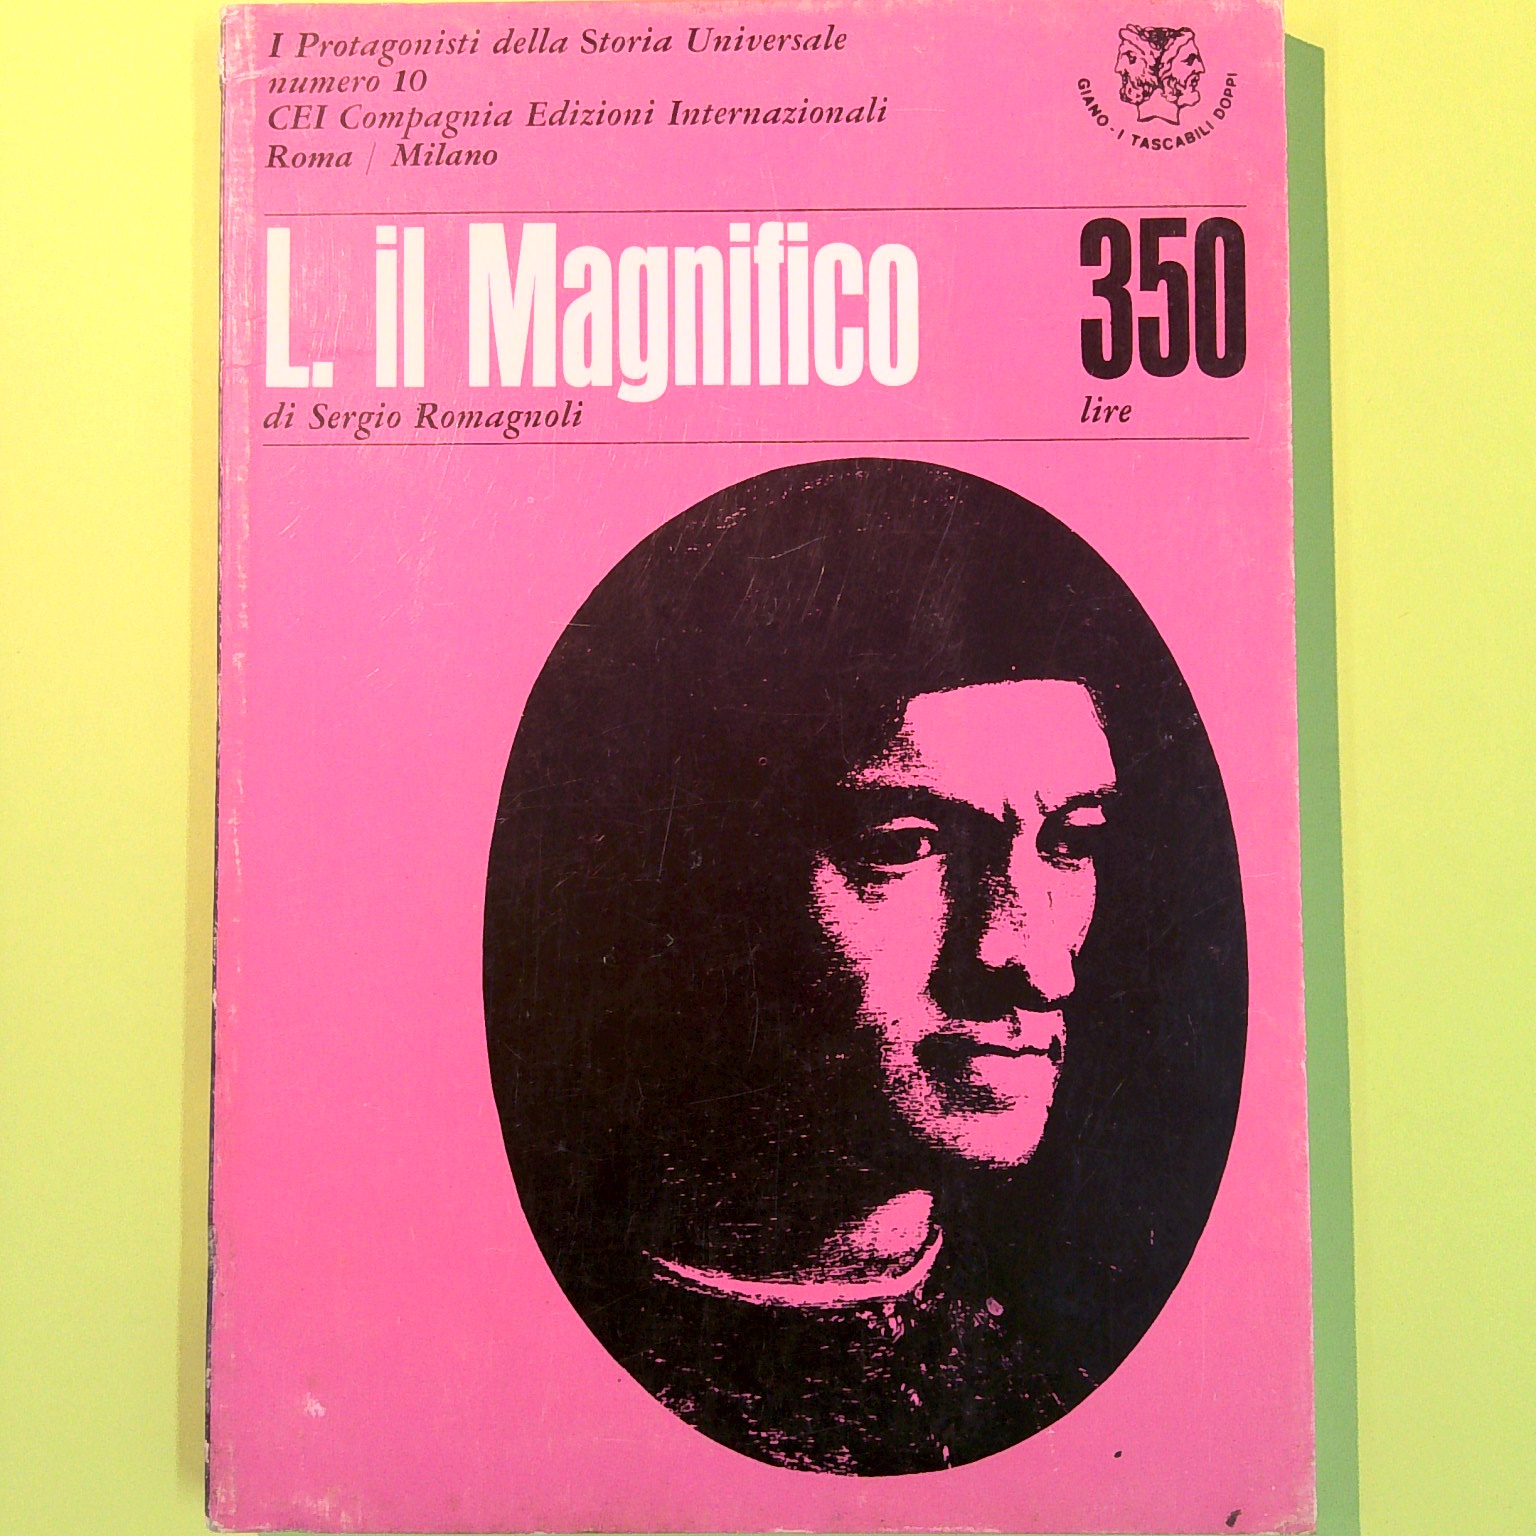 I Protagonisti della Storia Universale
numero 10
CEI Compagnia Edizioni Internazionali
Roma / Milano
GIANO - I TASCABILI DOPPI
L. il Magnifico
350
di Sergio Romagnoli
lire